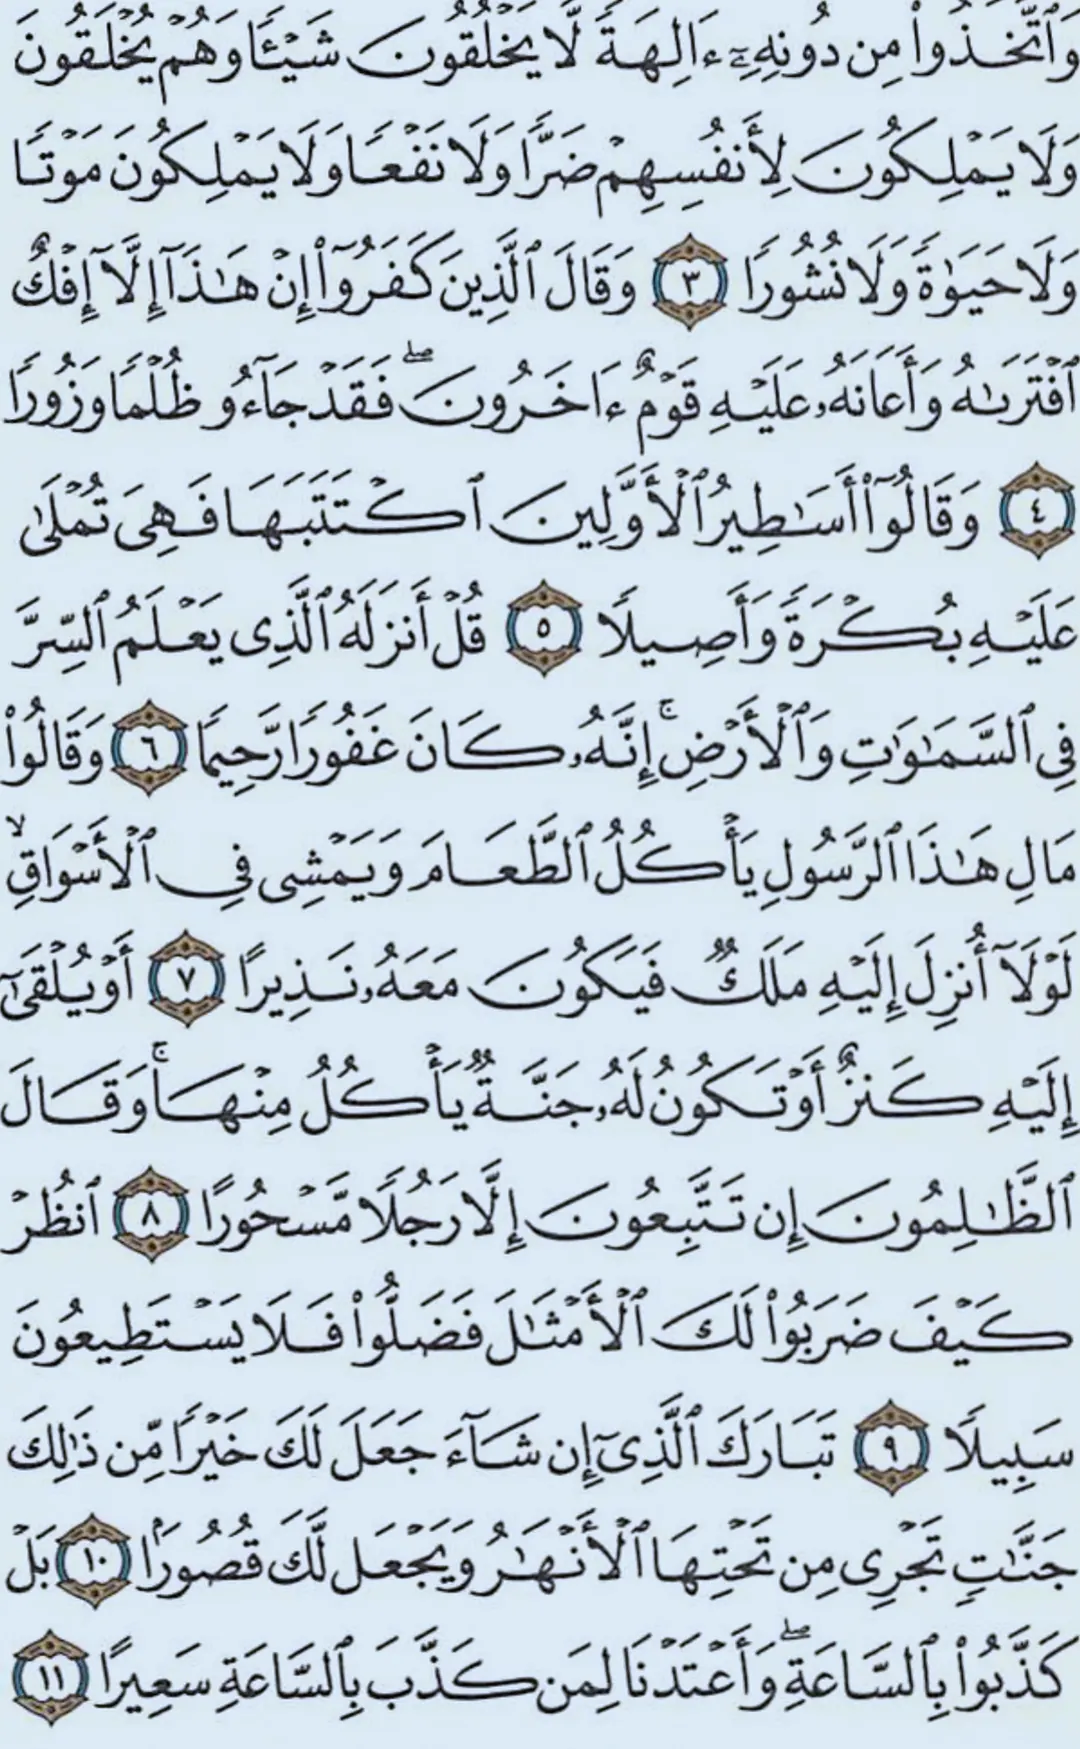 وَٱتَّخَذُوا۟ مِن دُونِهِۦٓ ءَالِهَةً لَّا يَخْلُقُونَ شَيْـًٔا وَهُمْ يُخْلَقُونَ
وَلَا يَمْلِكُونَ لِأَنفُسِهِمْ ضَرًّا وَلَا نَفْعًا وَلَا يَمْلِكُونَ مَوْتًا
وَلَا حَيَوٰةً وَلَا نُشُورًا ٣ وَقَالَ ٱلَّذِينَ كَفَرُوٓا۟ إِنْ هَـٰذَآ إِلَّآ إِفْكٌ
ٱفْتَرَىٰهُ وَأَعَانَهُۥ عَلَيْهِ قَوْمٌ ءَاخَرُونَ ۖ فَقَدْ جَآءُو ظُلْمًا وَزُورًا
٤ وَقَالُوٓا۟ أَسَـٰطِيرُ ٱلْأَوَّلِينَ ٱكْتَتَبَهَا فَهِىَ تُمْلَىٰ
عَلَيْهِ بُكْرَةً وَأَصِيلًا ٥ قُلْ أَنزَلَهُ ٱلَّذِى يَعْلَمُ ٱلسِّرَّ
فِى ٱلسَّمَـٰوَٰتِ وَٱلْأَرْضِ ۚ إِنَّهُۥ كَانَ غَفُورًا رَّحِيمًا ٦ وَقَالُوا۟
مَالِ هَـٰذَا ٱلرَّسُولِ يَأْكُلُ ٱلطَّعَامَ وَيَمْشِى فِى ٱلْأَسْوَاقِ ۙ
لَوْلَآ أُنزِلَ إِلَيْهِ مَلَكٌ فَيَكُونَ مَعَهُۥ نَذِيرًا ٧ أَوْ يُلْقَىٰٓ
إِلَيْهِ كَنزٌ أَوْ تَكُونُ لَهُۥ جَنَّةٌ يَأْكُلُ مِنْهَا ۚ وَقَالَ
ٱلظَّـٰلِمُونَ إِن تَتَّبِعُونَ إِلَّا رَجُلًا مَّسْحُورًا ٨ ٱنظُرْ
كَيْفَ ضَرَبُوا۟ لَكَ ٱلْأَمْثَـٰلَ فَضَلُّوا۟ فَلَا يَسْتَطِيعُونَ
سَبِيلًا ٩ تَبَارَكَ ٱلَّذِىٓ إِن شَآءَ جَعَلَ لَكَ خَيْرًا مِّن ذَٰلِكَ
جَنَّـٰتٍ تَجْرِى مِن تَحْتِهَا ٱلْأَنْهَـٰرُ وَيَجْعَل لَّكَ قُصُورًۢا ١٠ بَلْ
كَذَّبُوا۟ بِٱلسَّاعَةِ ۖ وَأَعْتَدْنَا لِمَن كَذَّبَ بِٱلسَّاعَةِ سَعِيرًا ١١